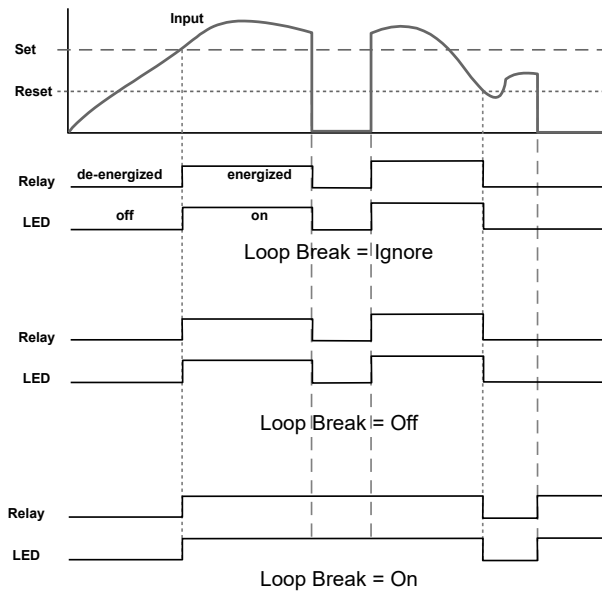 Input
Set
Reset
Relay de-energized energized
LED off on
Loop Break = Ignore
Relay
LED
Loop Break = Off
Relay
LED
Loop Break = On